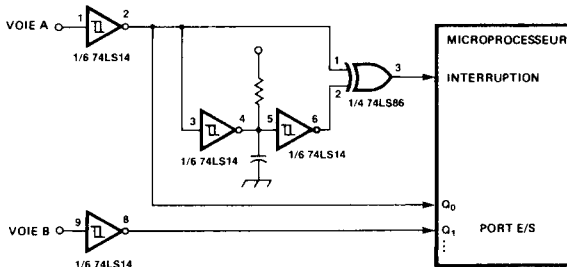 VOIE A
1
2
1/6 74LS14
3
4
1/6 74LS14
5
6
1/6 74LS14
1
2
3
1/4 74LS86
MICROPROCESSEUR
INTERRUPTION
Q0
Q1
PORT E/S
VOIE B
9
8
1/6 74LS14